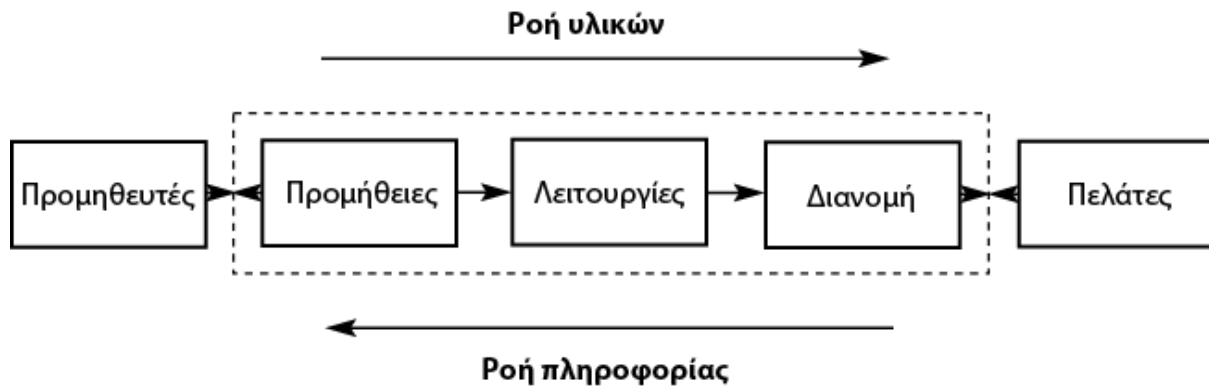 Ροή υλικών
Προμηθευτές
Προμήθειες
Λειτουργίες
Διανομή
Πελάτες
Ροή πληροφορίας